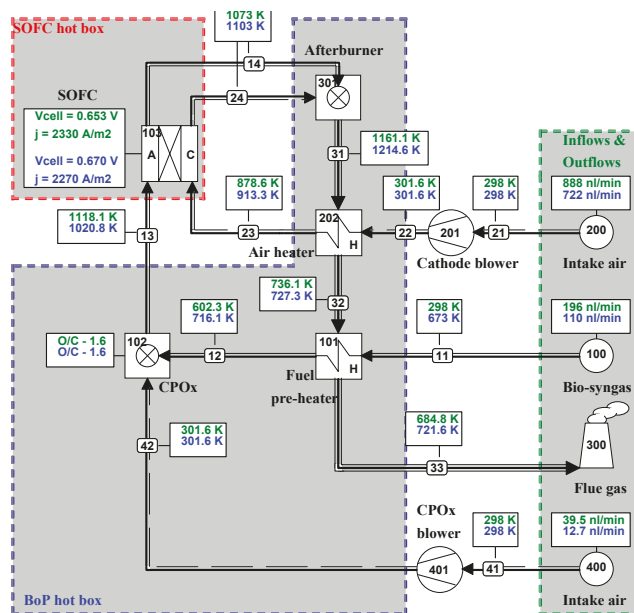 1073 K
1103 K
SOFC hot box
14
Afterburner
24
301
SOFC
Vcell = 0.653 V
j = 2330 A/m2
Vcell = 0.670 V
j = 2270 A/m2
103
A
C
31
1161.1 K
1214.6 K
Inflows &
Outflows
878.6 K
913.3 K
301.6 K
301.6 K
298 K
298 K
888 nl/min
722 nl/min
1118.1 K
1020.8 K
13
23
202
H
22
201
21
200
Air heater
Cathode blower
Intake air
736.1 K
727.3 K
32
602.3 K
716.1 K
298 K
673 K
196 nl/min
110 nl/min
O/C - 1.6
O/C - 1.6
102
12
101
H
11
100
CPOx
Fuel
pre-heater
Bio-syngas
301.6 K
301.6 K
42
684.8 K
721.6 K
33
300
Flue gas
CPOx
blower
298 K
298 K
39.5 nl/min
12.7 nl/min
401
41
400
BoP hot box
Intake air